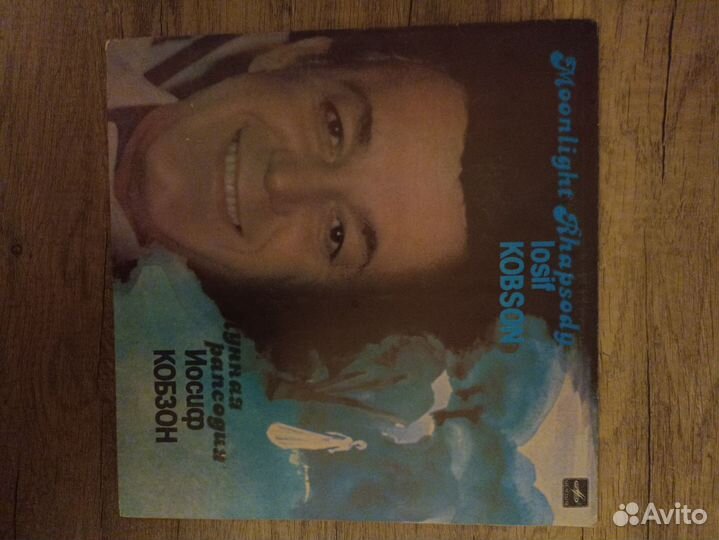 Moonlight Rhapsody
Iosif
KOBSON
Лунная
рапсодия
Иосиф
КОБЗОН
Avito